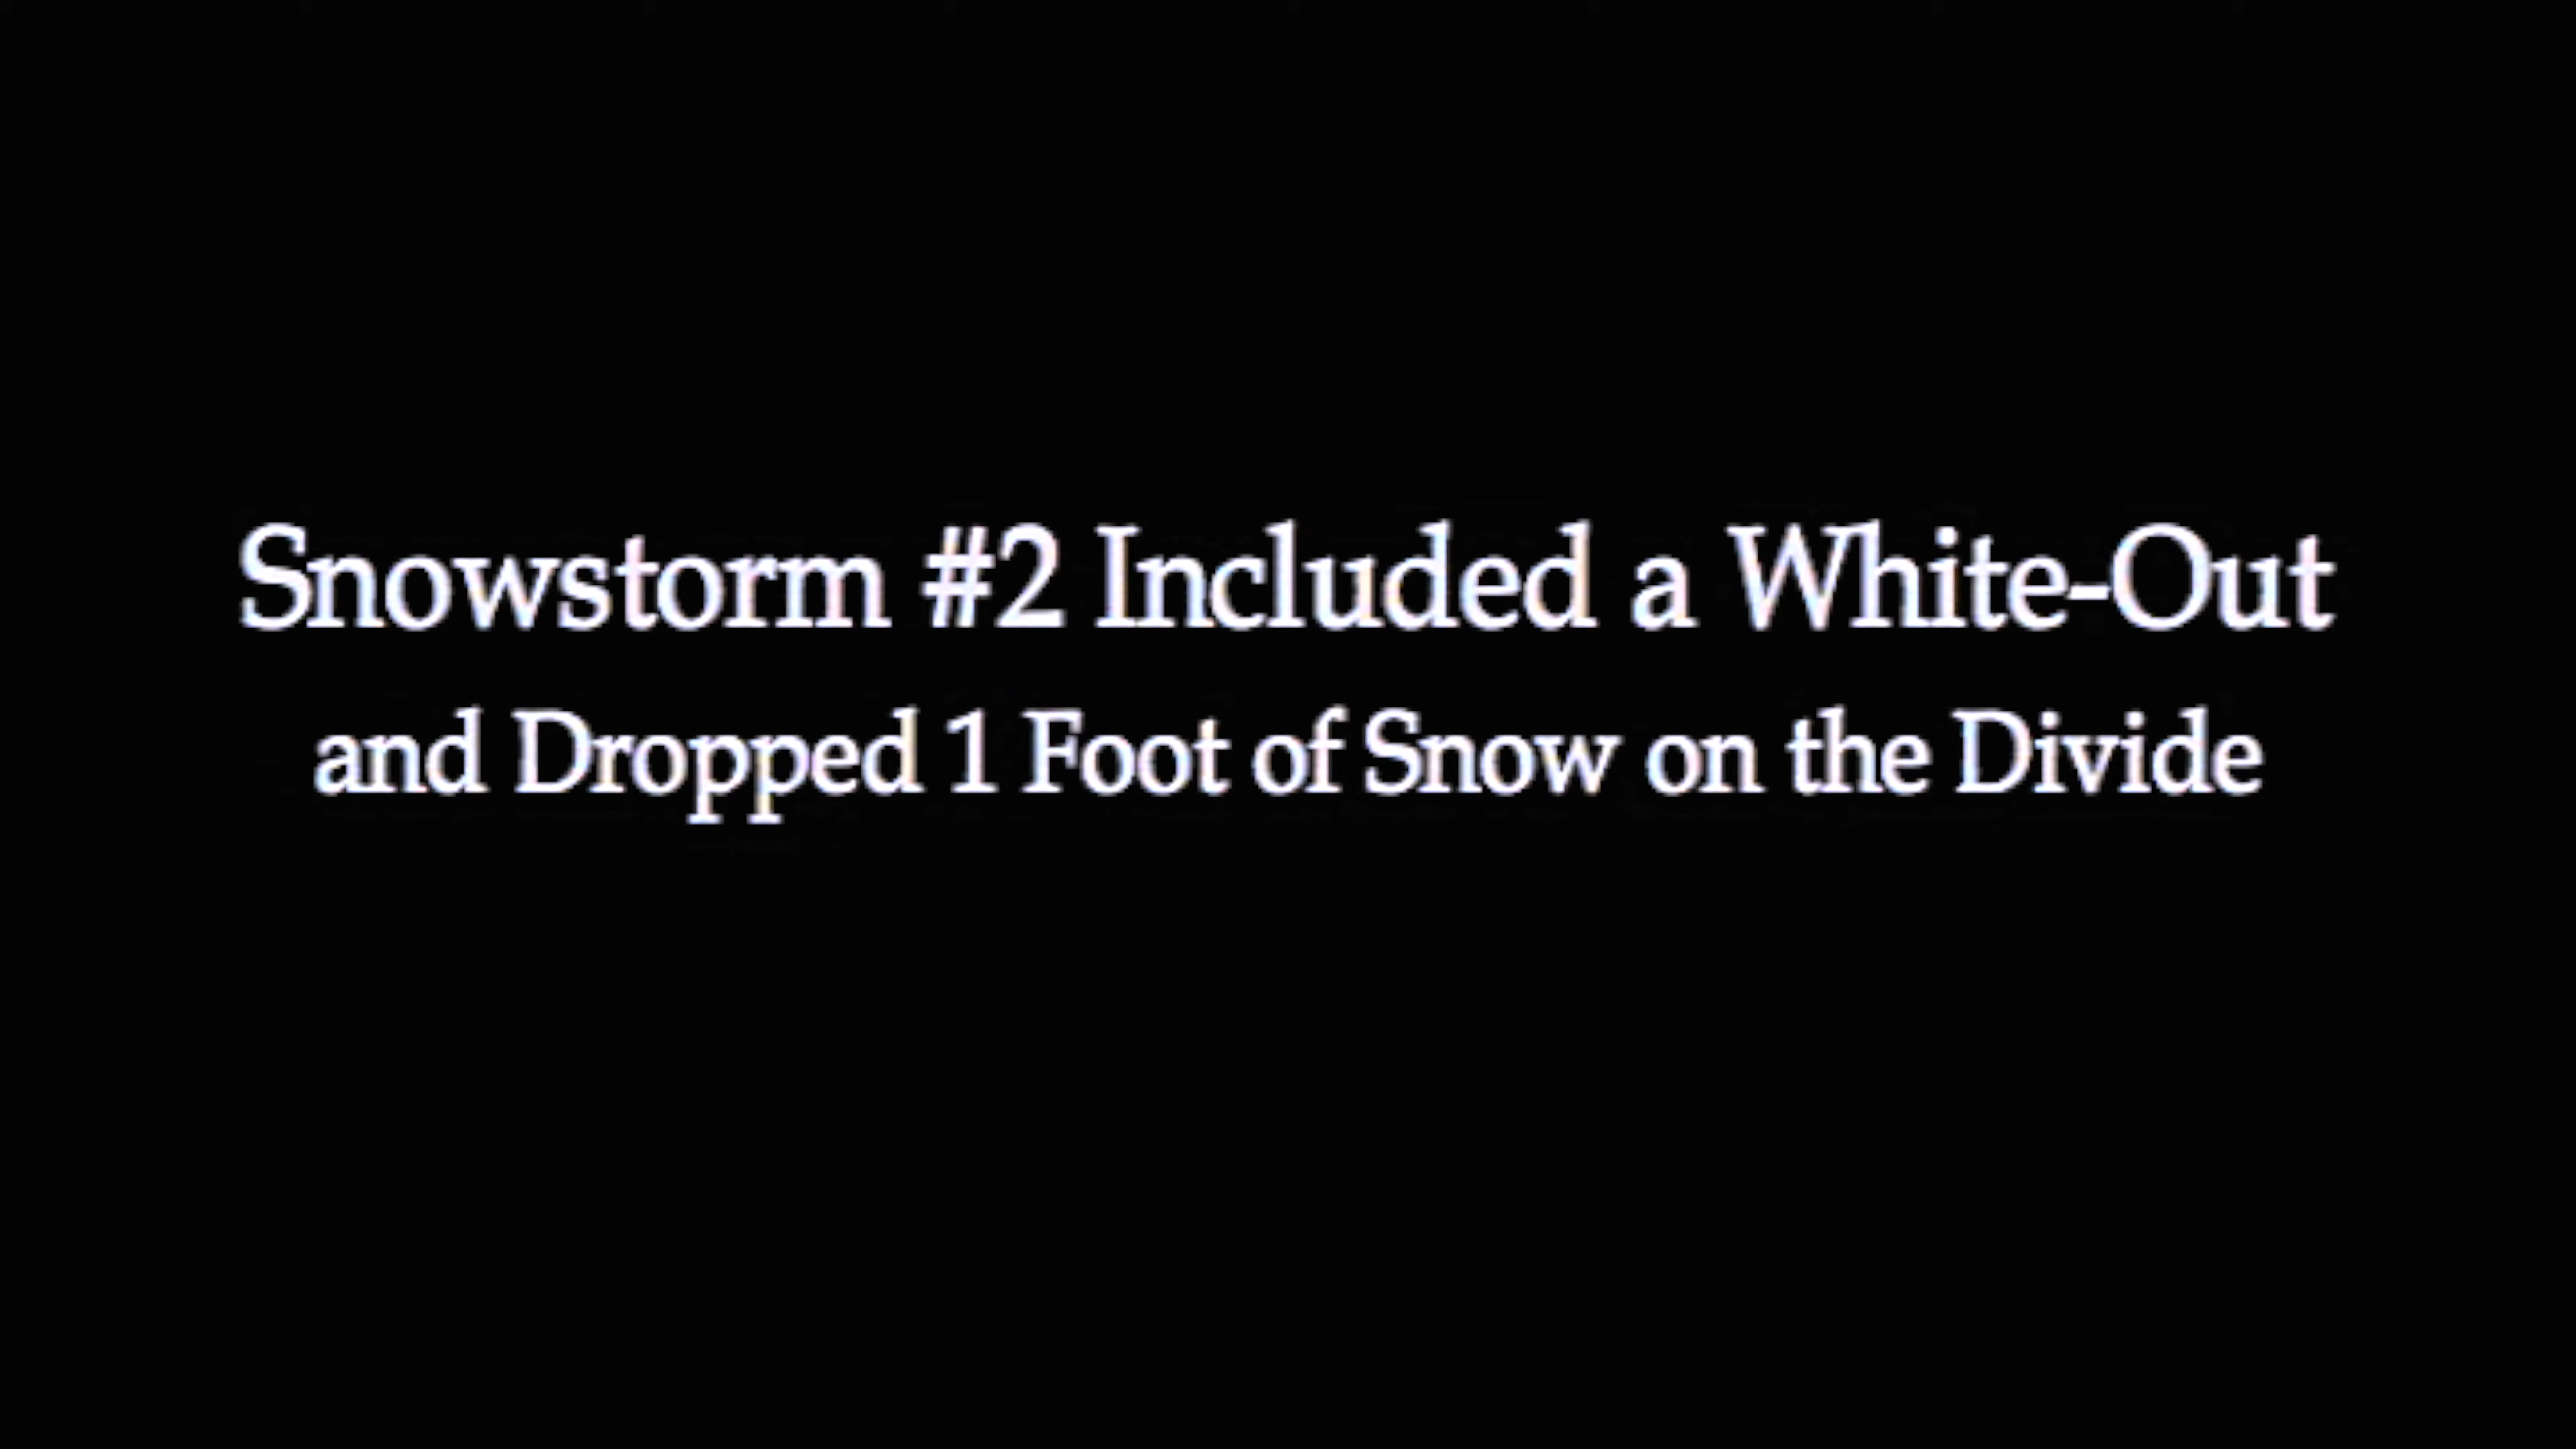 Snowstorm #2 Included a White-Out
and Dropped 1 Foot of Snow on the Divide